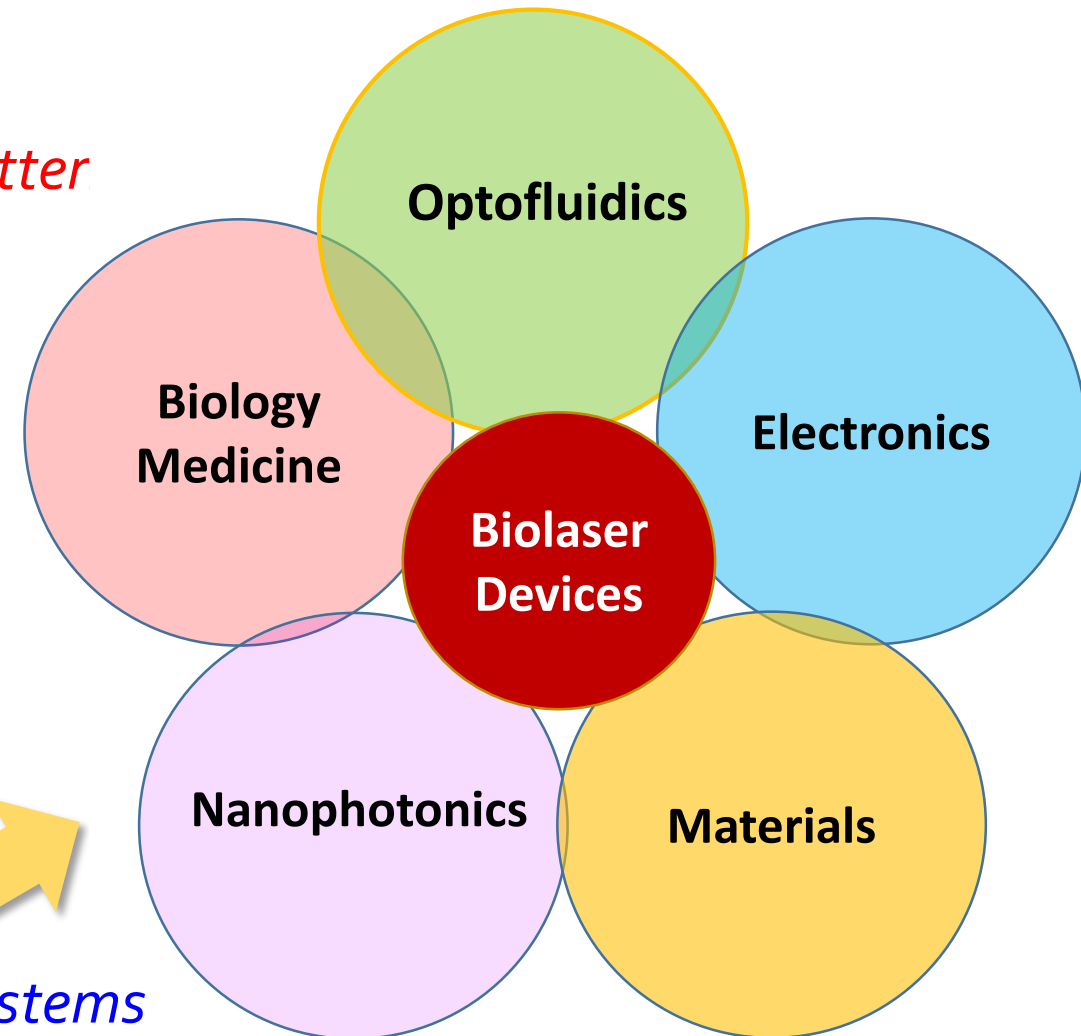 tter
Optofluidics
Biology
Medicine
Electronics
Biolaser
Devices
Nanophotonics
Materials
stems